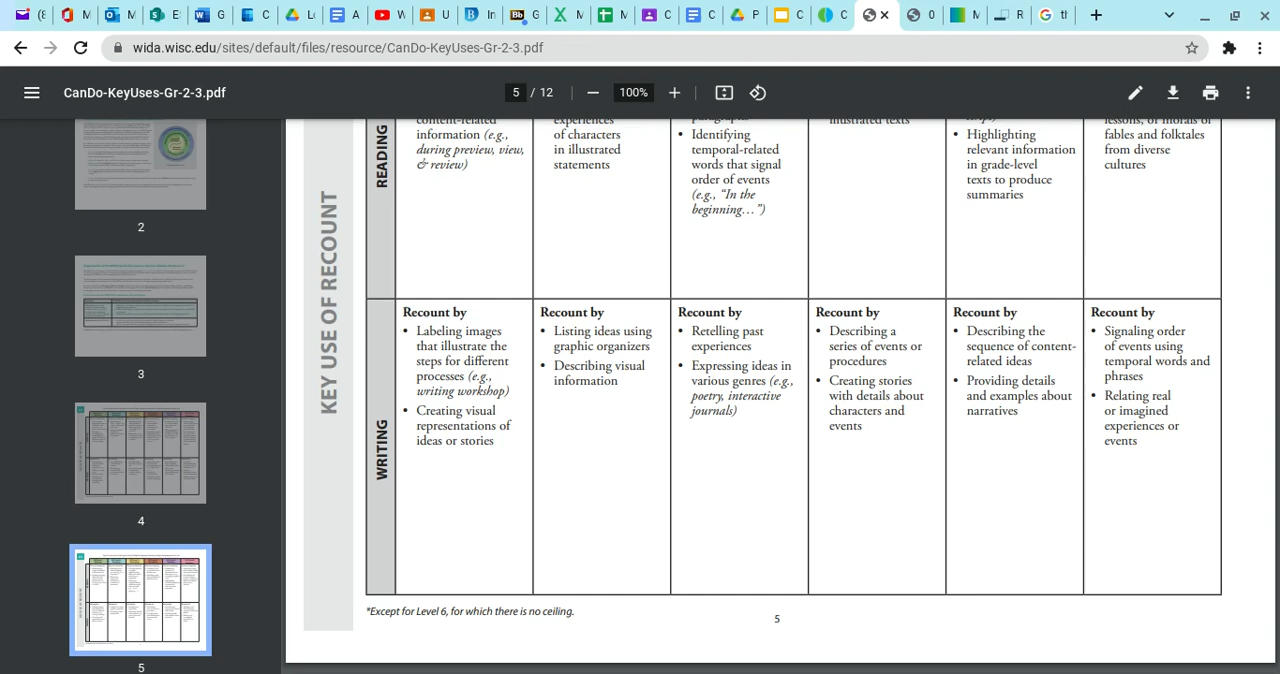 (8
M
M
E
G
C
Lo
A
W
U
In
G
M
M
C
C
P
C
C
0
M
R
tl
wida.wisc.edu/sites/default/files/resource/CanDo-KeyUses-Gr-2-3.pdf
CanDo-KeyUses-Gr-2-3.pdf
5 / 12
100%
2
3
4
5
KEY USE OF RECOUNT
READING
content-related
information (e.g.,
during preview, view,
& review)
experiences
of characters
in illustrated
statements
paragraphs
• Identifying
temporal-related
words that signal
order of events
(e.g., “In the
beginning…”)
illustrated texts
• Highlighting
relevant information
in grade-level
texts to produce
summaries
lessons, or morals of
fables and folktales
from diverse
cultures
WRITING
Recount by
• Labeling images
that illustrate the
steps for different
processes (e.g.,
writing workshop)
• Creating visual
representations of
ideas or stories
Recount by
• Listing ideas using
graphic organizers
• Describing visual
information
Recount by
• Retelling past
experiences
• Expressing ideas in
various genres (e.g.,
poetry, interactive
journals)
Recount by
• Describing a
series of events or
procedures
• Creating stories
with details about
characters and
events
Recount by
• Describing the
sequence of content-
related ideas
• Providing details
and examples about
narratives
Recount by
• Signaling order
of events using
temporal words and
phrases
• Relating real
or imagined
experiences or
events
*Except for Level 6, for which there is no ceiling.
5